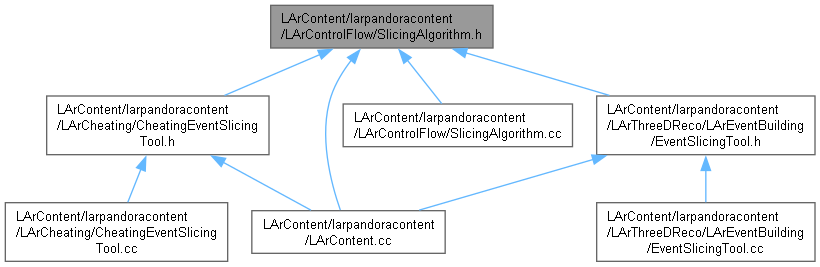 LArContent/larpandoracontent
/LArControlFlow/SlicingAlgorithm.h
LArContent/larpandoracontent
/LArCheating/CheatingEventSlicing
Tool.h
LArContent/larpandoracontent
/LArControlFlow/SlicingAlgorithm.cc
LArContent/larpandoracontent
/LArThreeDReco/LArEventBuilding
/EventSlicingTool.h
LArContent/larpandoracontent
/LArCheating/CheatingEventSlicing
Tool.cc
LArContent/larpandoracontent
/LArContent.cc
LArContent/larpandoracontent
/LArThreeDReco/LArEventBuilding
/EventSlicingTool.cc